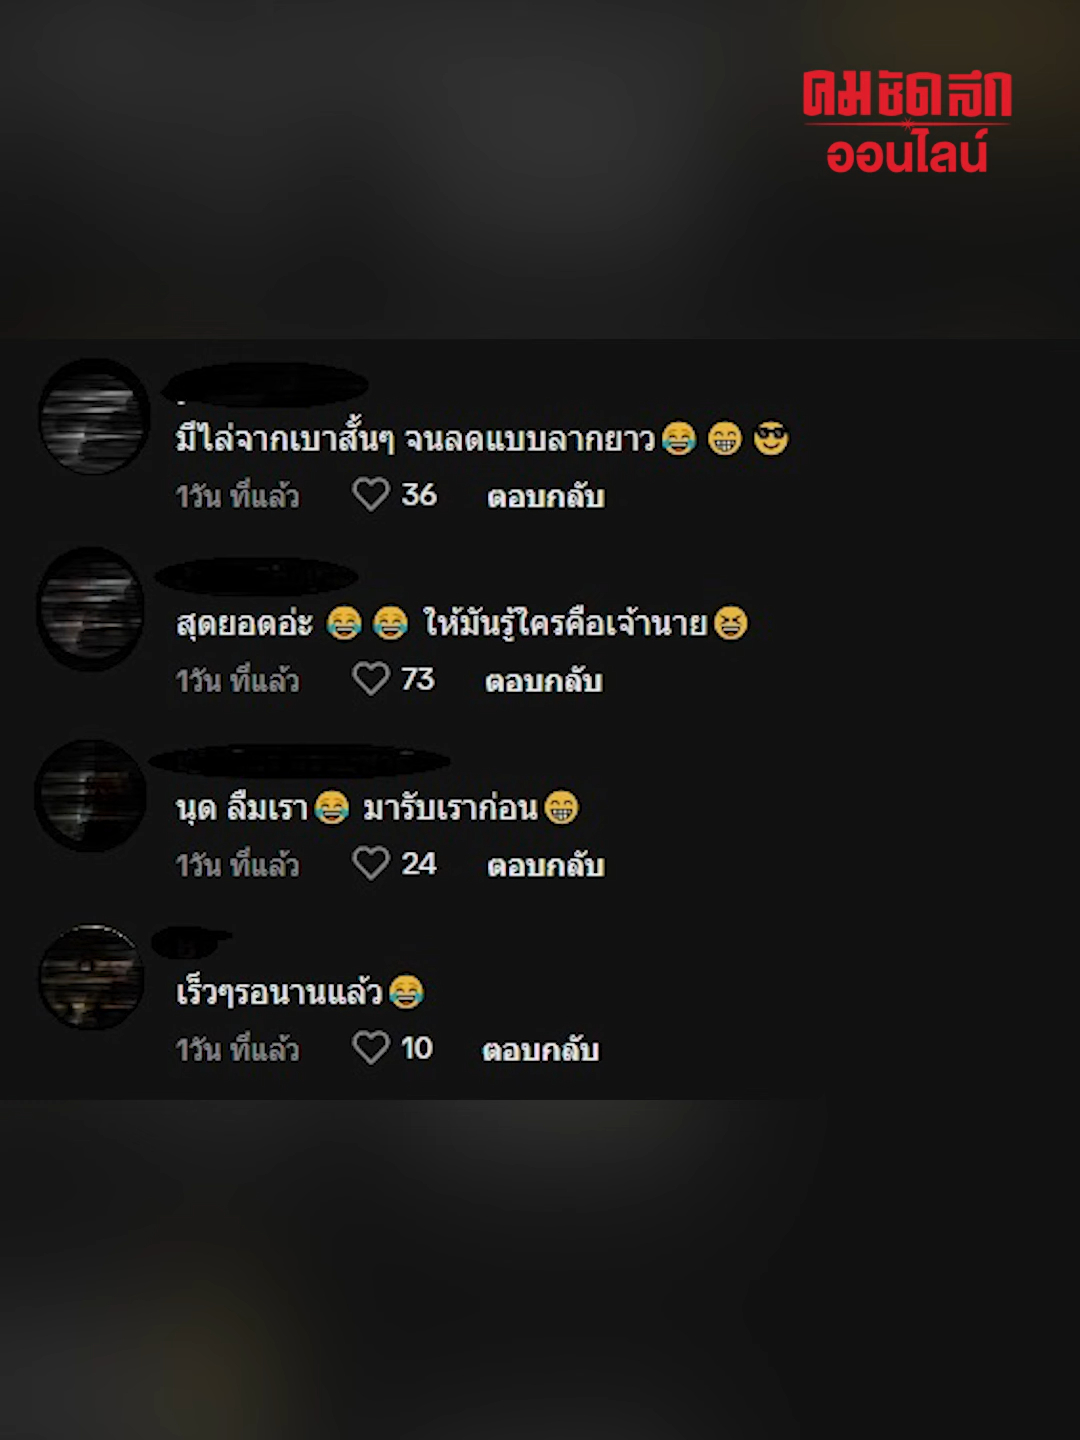 คมชัดลึก
ออนไลน์
มีไล่จากเบาสั้นๆ จนลดแบบลากยาว😂 😁 😎
1วัน ที่แล้ว 36 ตอบกลับ
สุดยอดอ่ะ 😂 😂 ให้มันรู้ใครคือเจ้านาย😆
1วัน ที่แล้ว 73 ตอบกลับ
นุด ลืมเรา😂 มารับเราก่อน😁
1วัน ที่แล้ว 24 ตอบกลับ
เร็วๆรอนานแล้ว😂
1วัน ที่แล้ว 10 ตอบกลับ